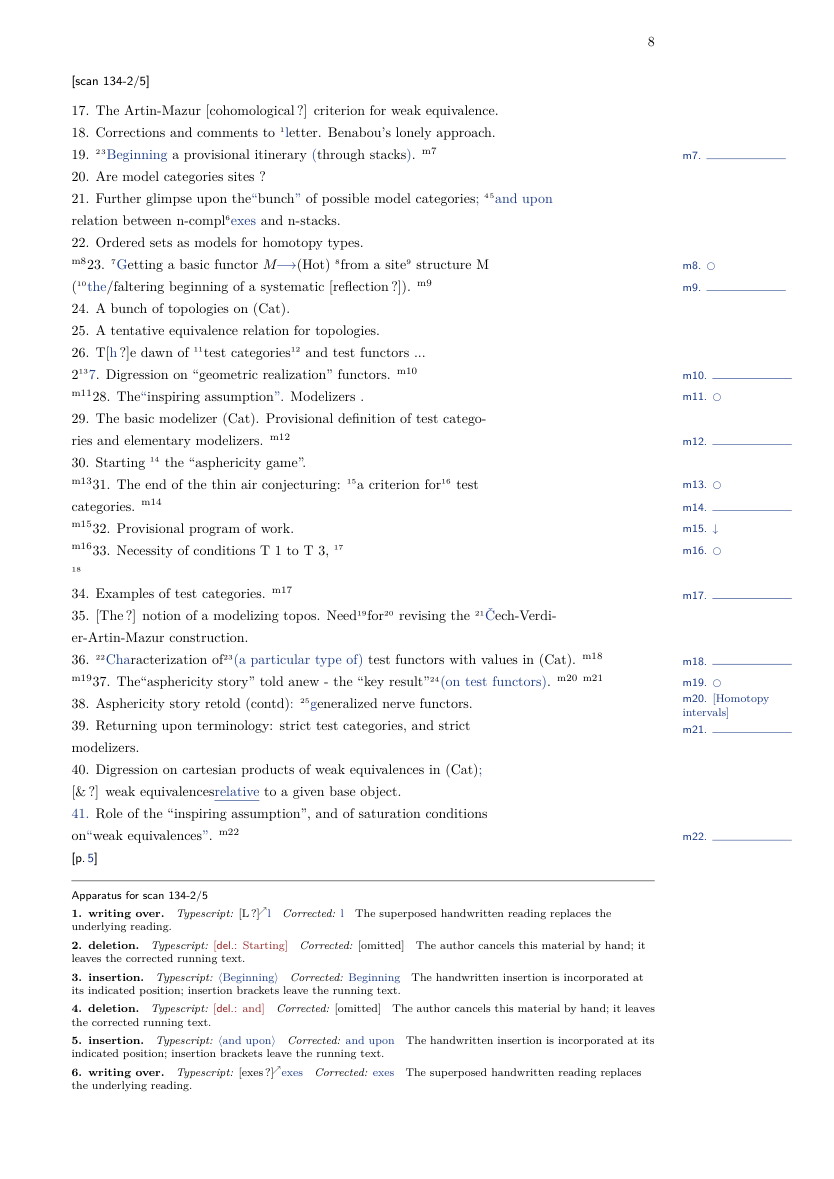 8
[scan 134-2/5]
17. The Artin-Mazur [cohomological ?] criterion for weak equivalence.
18. Corrections and comments to ¹letter. Benabou's lonely approach.
19. ²³Beginning a provisional itinerary (through stacks). m7
m7.
20. Are model categories sites ?
21. Further glimpse upon the“bunch” of possible model categories; ⁴⁵and upon
relation between n-compl⁶exes and n-stacks.
22. Ordered sets as models for homotopy types.
m823. ⁷Getting a basic functor M⟶(Hot) ⁸from a site⁹ structure M
m8. ○
(¹⁰the/faltering beginning of a systematic [reflection ?]). m9
m9.
24. A bunch of topologies on (Cat).
25. A tentative equivalence relation for topologies.
26. T[h ?]e dawn of ¹¹test categories¹² and test functors ...
2¹³7. Digression on “geometric realization” functors. m10
m10.
m1128. The“inspiring assumption”. Modelizers .
m11. ○
29. The basic modelizer (Cat). Provisional definition of test catego-
ries and elementary modelizers. m12
m12.
30. Starting ¹⁴ the “asphericity game”.
m1331. The end of the thin air conjecturing: ¹⁵a criterion for¹⁶ test
m13. ○
categories. m14
m14.
m1532. Provisional program of work.
m15. ↓
m1633. Necessity of conditions T 1 to T 3, ¹⁷
m16. ○
¹⁸
34. Examples of test categories. m17
m17.
35. [The ?] notion of a modelizing topos. Need¹⁹for²⁰ revising the ²¹Čech-Verdi-
er-Artin-Mazur construction.
36. ²²Characterization of²³(a particular type of) test functors with values in (Cat). m18
m18.
m1937. The“asphericity story” told anew - the “key result”²⁴(on test functors). m20 m21
m19. ○
m20. [Homotopy
intervals]
38. Asphericity story retold (contd): ²⁵generalized nerve functors.
39. Returning upon terminology: strict test categories, and strict
m21.
modelizers.
40. Digression on cartesian products of weak equivalences in (Cat);
[& ?] weak equivalencesrelative to a given base object.
41. Role of the “inspiring assumption”, and of saturation conditions
on“weak equivalences”. m22
m22.
[p. 5]
Apparatus for scan 134-2/5
1. writing over. Typescript: [L ?]↗l Corrected: l The superposed handwritten reading replaces the
underlying reading.
2. deletion. Typescript: [del.: Starting] Corrected: [omitted] The author cancels this material by hand; it
leaves the corrected running text.
3. insertion. Typescript: ⟨Beginning⟩ Corrected: Beginning The handwritten insertion is incorporated at
its indicated position; insertion brackets leave the running text.
4. deletion. Typescript: [del.: and] Corrected: [omitted] The author cancels this material by hand; it leaves
the corrected running text.
5. insertion. Typescript: ⟨and upon⟩ Corrected: and upon The handwritten insertion is incorporated at its
indicated position; insertion brackets leave the running text.
6. writing over. Typescript: [exes ?]↗exes Corrected: exes The superposed handwritten reading replaces
the underlying reading.